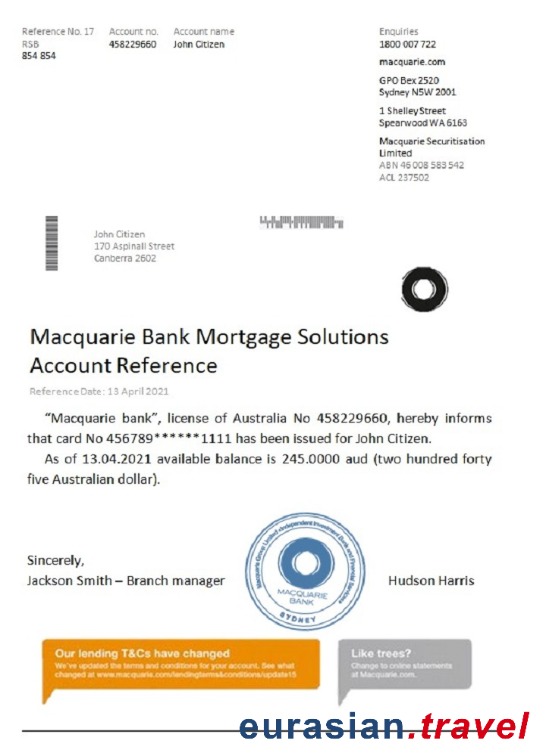 Reference No. 17 Account no. Account name
RSB 458229660 John Citizen
854 854
Enquiries
1800 007 722
macquarie.com
GPO Bex 2520
Sydney NSW 2001
1 Shelley Street
Spearwood WA 6163
Macquarie Securitisation
Limited
ABN 46 008 583 542
ACL 237502
John Citizen
170 Aspinall Street
Canberra 2602
Macquarie Bank Mortgage Solutions
Account Reference
Reference Date: 13 April 2021
“Macquarie bank”, license of Australia No 458229660, hereby informs
that card No 456789******1111 has been issued for John Citizen.
As of 13.04.2021 available balance is 245.0000 aud (two hundred forty
five Australian dollar).
Sincerely,
Jackson Smith – Branch manager
Macquarie Group Limited
MACQUARIE
BANK
SYDNEY
Hudson Harris
Our lending T&Cs have changed
We've updated the terms and conditions for your account. See what
changed at www.macquarie.com/lendingterms&conditions/update15
Like trees?
Change to online statements
at Macquarie.com.
eurasian.travel